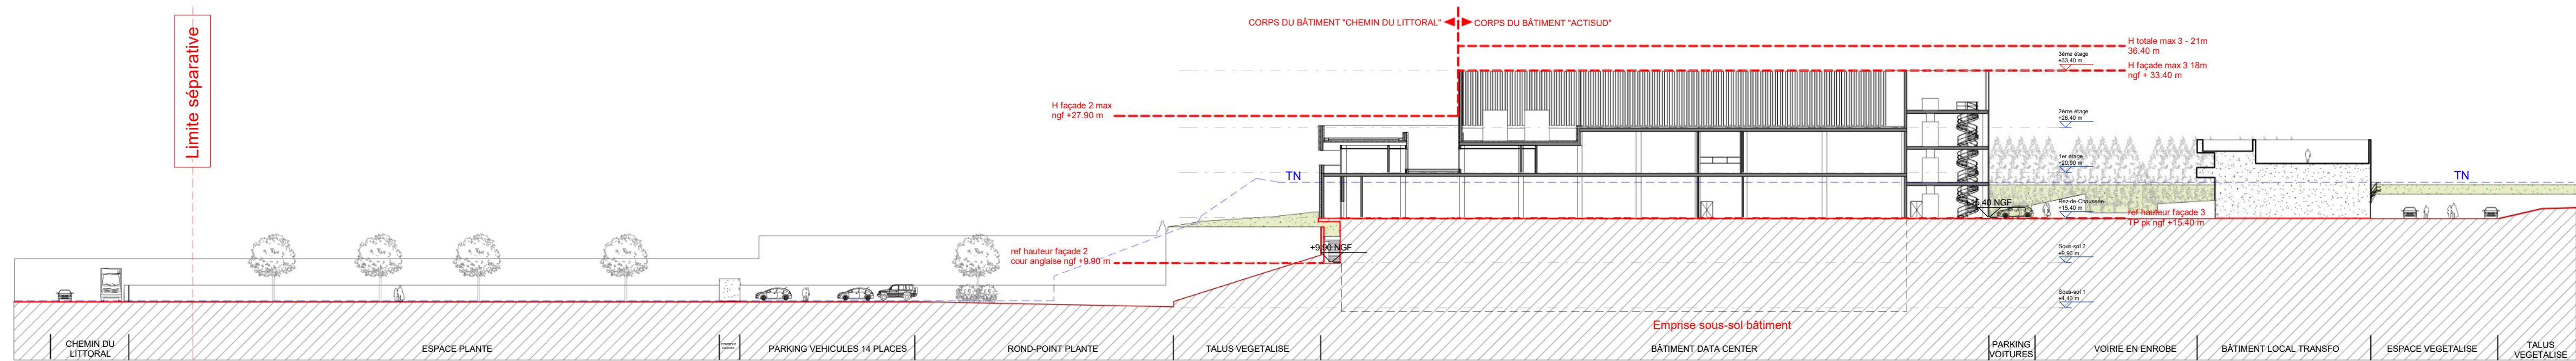 Limite séparative
CORPS DU BÂTIMENT "CHEMIN DU LITTORAL"
CORPS DU BÂTIMENT "ACTISUD"
H totale max 3 - 21m
36.40 m
3ème étage
+33,40 m
H façade max 3 18m
ngf + 33.40 m
H façade 2 max
ngf +27.90 m
2ème étage
+26,40 m
1er étage
+20,90 m
TN
TN
Rez-de-Chaussée
+15,40 m
+15,40 NGF
ref hauteur façade 3
TP pk ngf +15.40 m
ref hauteur façade 2
cour anglaise ngf +9.90 m
+9,90 NGF
Sous-sol 2
+9,90 m
Sous-sol 1
+4,40 m
Emprise sous-sol bâtiment
CHEMIN DU
LITTORAL
ESPACE PLANTE
PARKING VEHICULES 14 PLACES
ROND-POINT PLANTE
TALUS VEGETALISE
BÂTIMENT DATA CENTER
PARKING
VOITURES
VOIRIE EN ENROBE
BÂTIMENT LOCAL TRANSFO
ESPACE VEGETALISE
TALUS
VEGETALISE